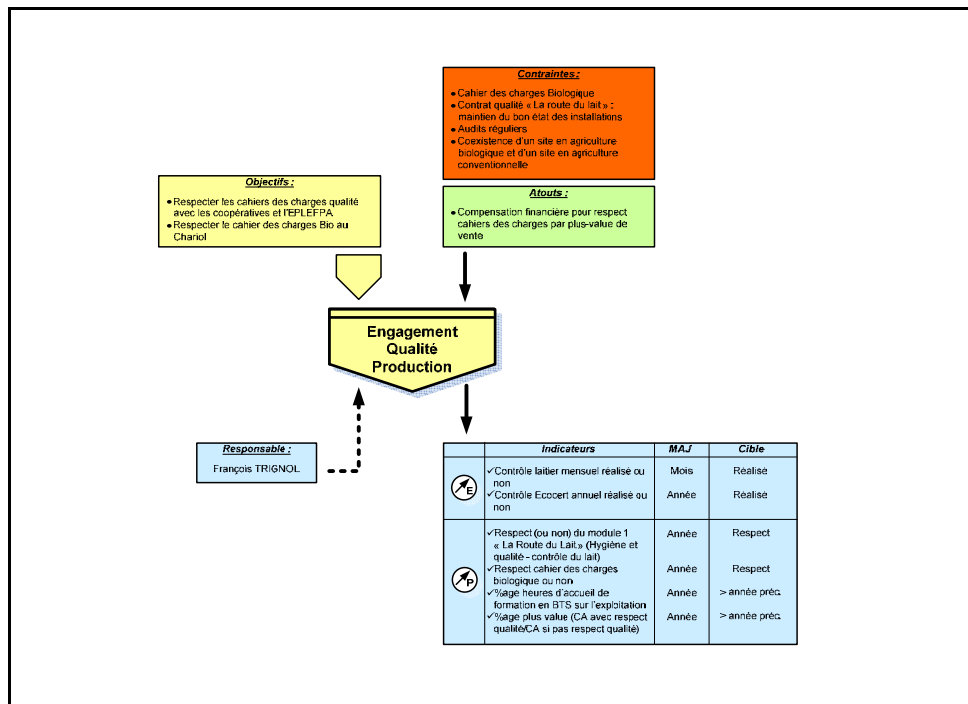 Contraintes :
• Cahier des charges Biologique
• Contrat qualité « La route du lait » :
maintien du bon état des installations
• Audits réguliers
• Coexistence d'un site en agriculture
biologique et d'un site en agriculture
conventionnelle
Objectifs :
• Respecter les cahiers des charges qualité
avec les coopératives et l'EPLEFPA
• Respecter le cahier des charges Bio au
Chariol
Atouts :
• Compensation financière pour respect
cahiers des charges par plus-value de
vente
Engagement
Qualité
Production
Responsable :
François TRIGNOL
Indicateurs MAJ Cible
E
✓Contrôle laitier mensuel réalisé ou Mois Réalisé
non
✓Contrôle Ecocert annuel réalisé ou Année Réalisé
non
P
✓Respect (ou non) du module 1 Année Respect
« La Route du Lait » (Hygiène et
qualité - contrôle du lait)
✓Respect cahier des charges Année Respect
biologique ou non
✓%age heures d'accueil de Année > année préc.
formation en BTS sur l'exploitation
✓%age plus value (CA avec respect Année > année préc.
qualité/CA si pas respect qualité)